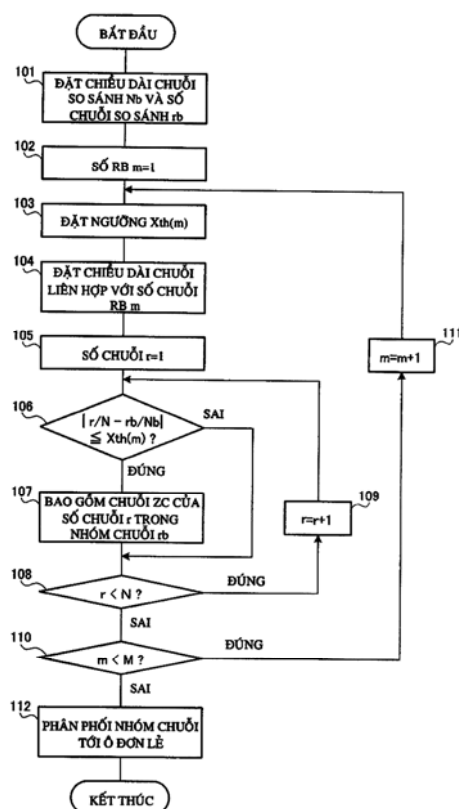 BẮT ĐẦU
101
ĐẶT CHIỀU DÀI CHUỖI
SO SÁNH Nb VÀ SỐ
CHUỖI SO SÁNH rb
102
SỐ RB m=1
103
ĐẶT NGƯỠNG Xth(m)
104
ĐẶT CHIỀU DÀI CHUỖI
LIÊN HỢP VỚI SỐ CHUỖI
RB m
111
m=m+1
105
SỐ CHUỖI r=1
106
| r/N - rb/Nb|
≦ Xth(m) ?
SAI
ĐÚNG
107
BAO GỒM CHUỖI ZC CỦA
SỐ CHUỖI r TRONG
NHÓM CHUỖI rb
109
r=r+1
108
r < N ?
ĐÚNG
SAI
110
m < M ?
ĐÚNG
SAI
112
PHÂN PHỐI NHÓM CHUỖI
TỚI Ô ĐƠN LẺ
KẾT THÚC